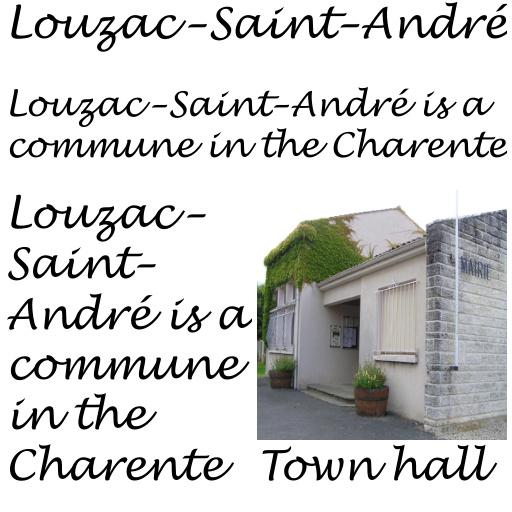 Louzac-Saint-André
Louzac-Saint-André is a
commune in the Charente
Louzac-
Saint-
André is a
commune
in the
Charente
MAIRIE
Town hall